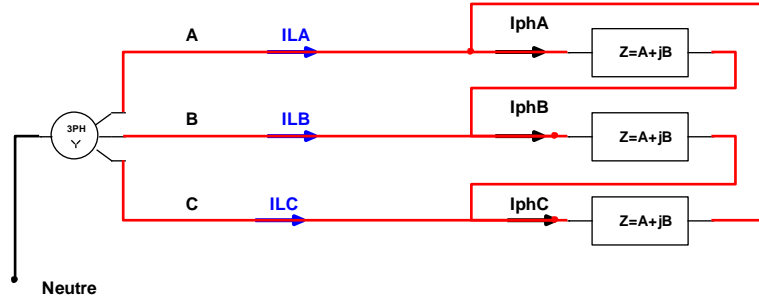 A ILA IphA
Z=A+jB
3PH
Y
B ILB IphB
Z=A+jB
C ILC IphC
Z=A+jB
Neutre